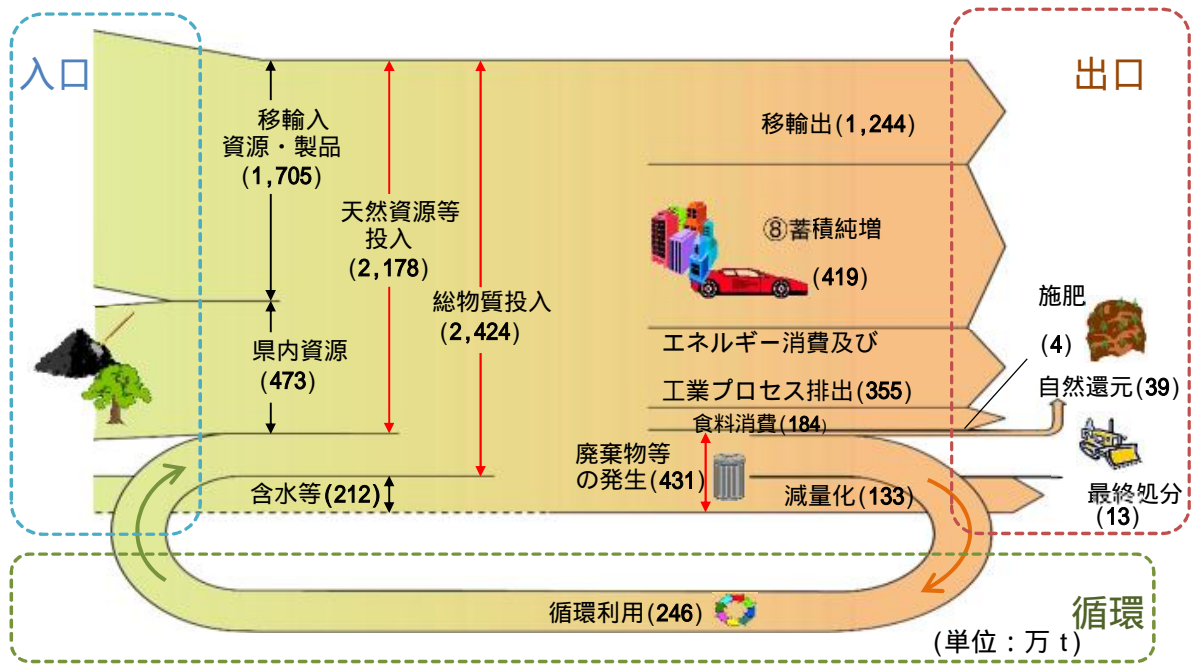 入口
移輸入
資源・製品
(1,705)
県内資源
(473)
天然資源等
投入
(2,178)
総物質投入
(2,424)
含水等(212)
移輸出(1,244)
⑧蓄積純増
(419)
エネルギー消費及び
工業プロセス排出(355)
食料消費(184)
廃棄物等
の発生(431)
減量化(133)
出口
施肥
(4)
自然還元(39)
最終処分
(13)
循環利用(246)
循環
(単位：万t)